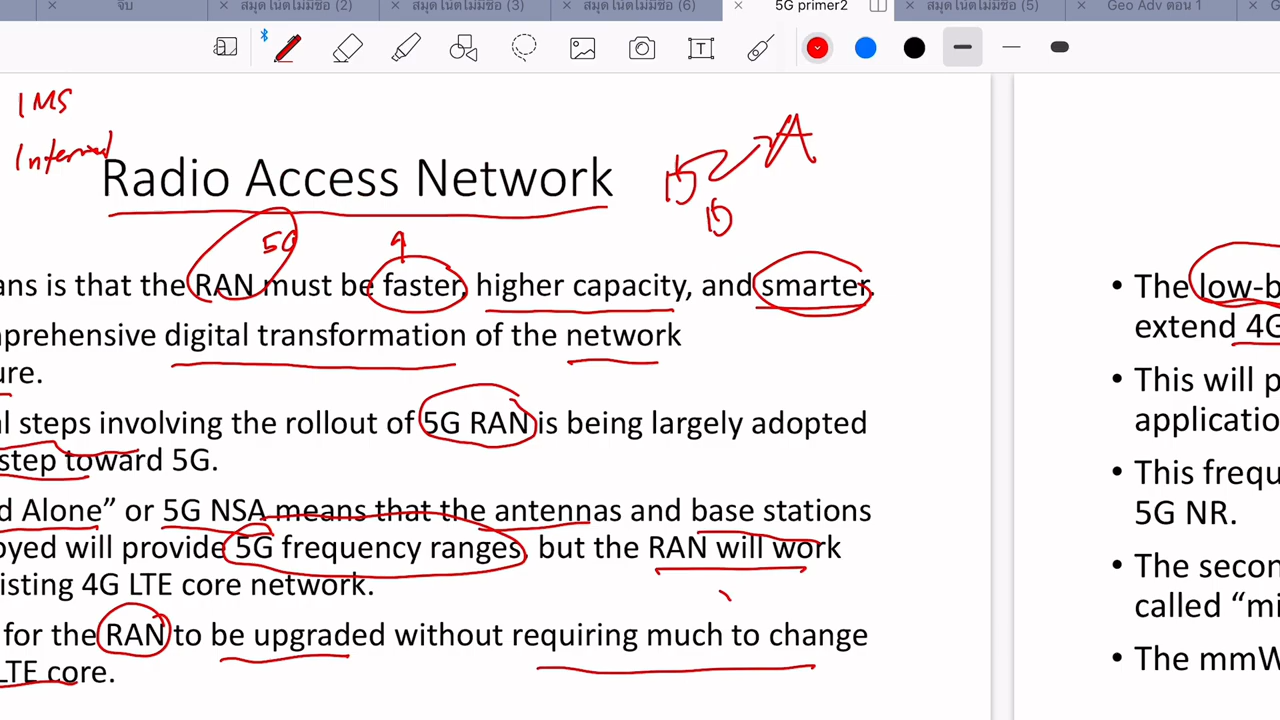 จีบ
สมุดโน้ตไม่มีชื่อ (2)
สมุดโน้ตไม่มีชื่อ (3)
สมุดโน้ตไม่มีชื่อ (6)
5G primer2
สมุดโน้ตไม่มีชื่อ (5)
Geo Adv ตอน 1
G
T
IMS
Radio Access Network
5G
ans is that the RAN must be faster, higher capacity, and smarter.
mprehensive digital transformation of the network
ure.
al steps involving the rollout of 5G RAN is being largely adopted
step toward 5G.
d Alone” or 5G NSA means that the antennas and base stations
oyed will provide 5G frequency ranges, but the RAN will work
isting 4G LTE core network.
for the RAN to be upgraded without requiring much to change
LTE core.
• The low-b
extend 4G
• This will p
applicatio
• This frequ
5G NR.
• The secon
called “mi
• The mmW